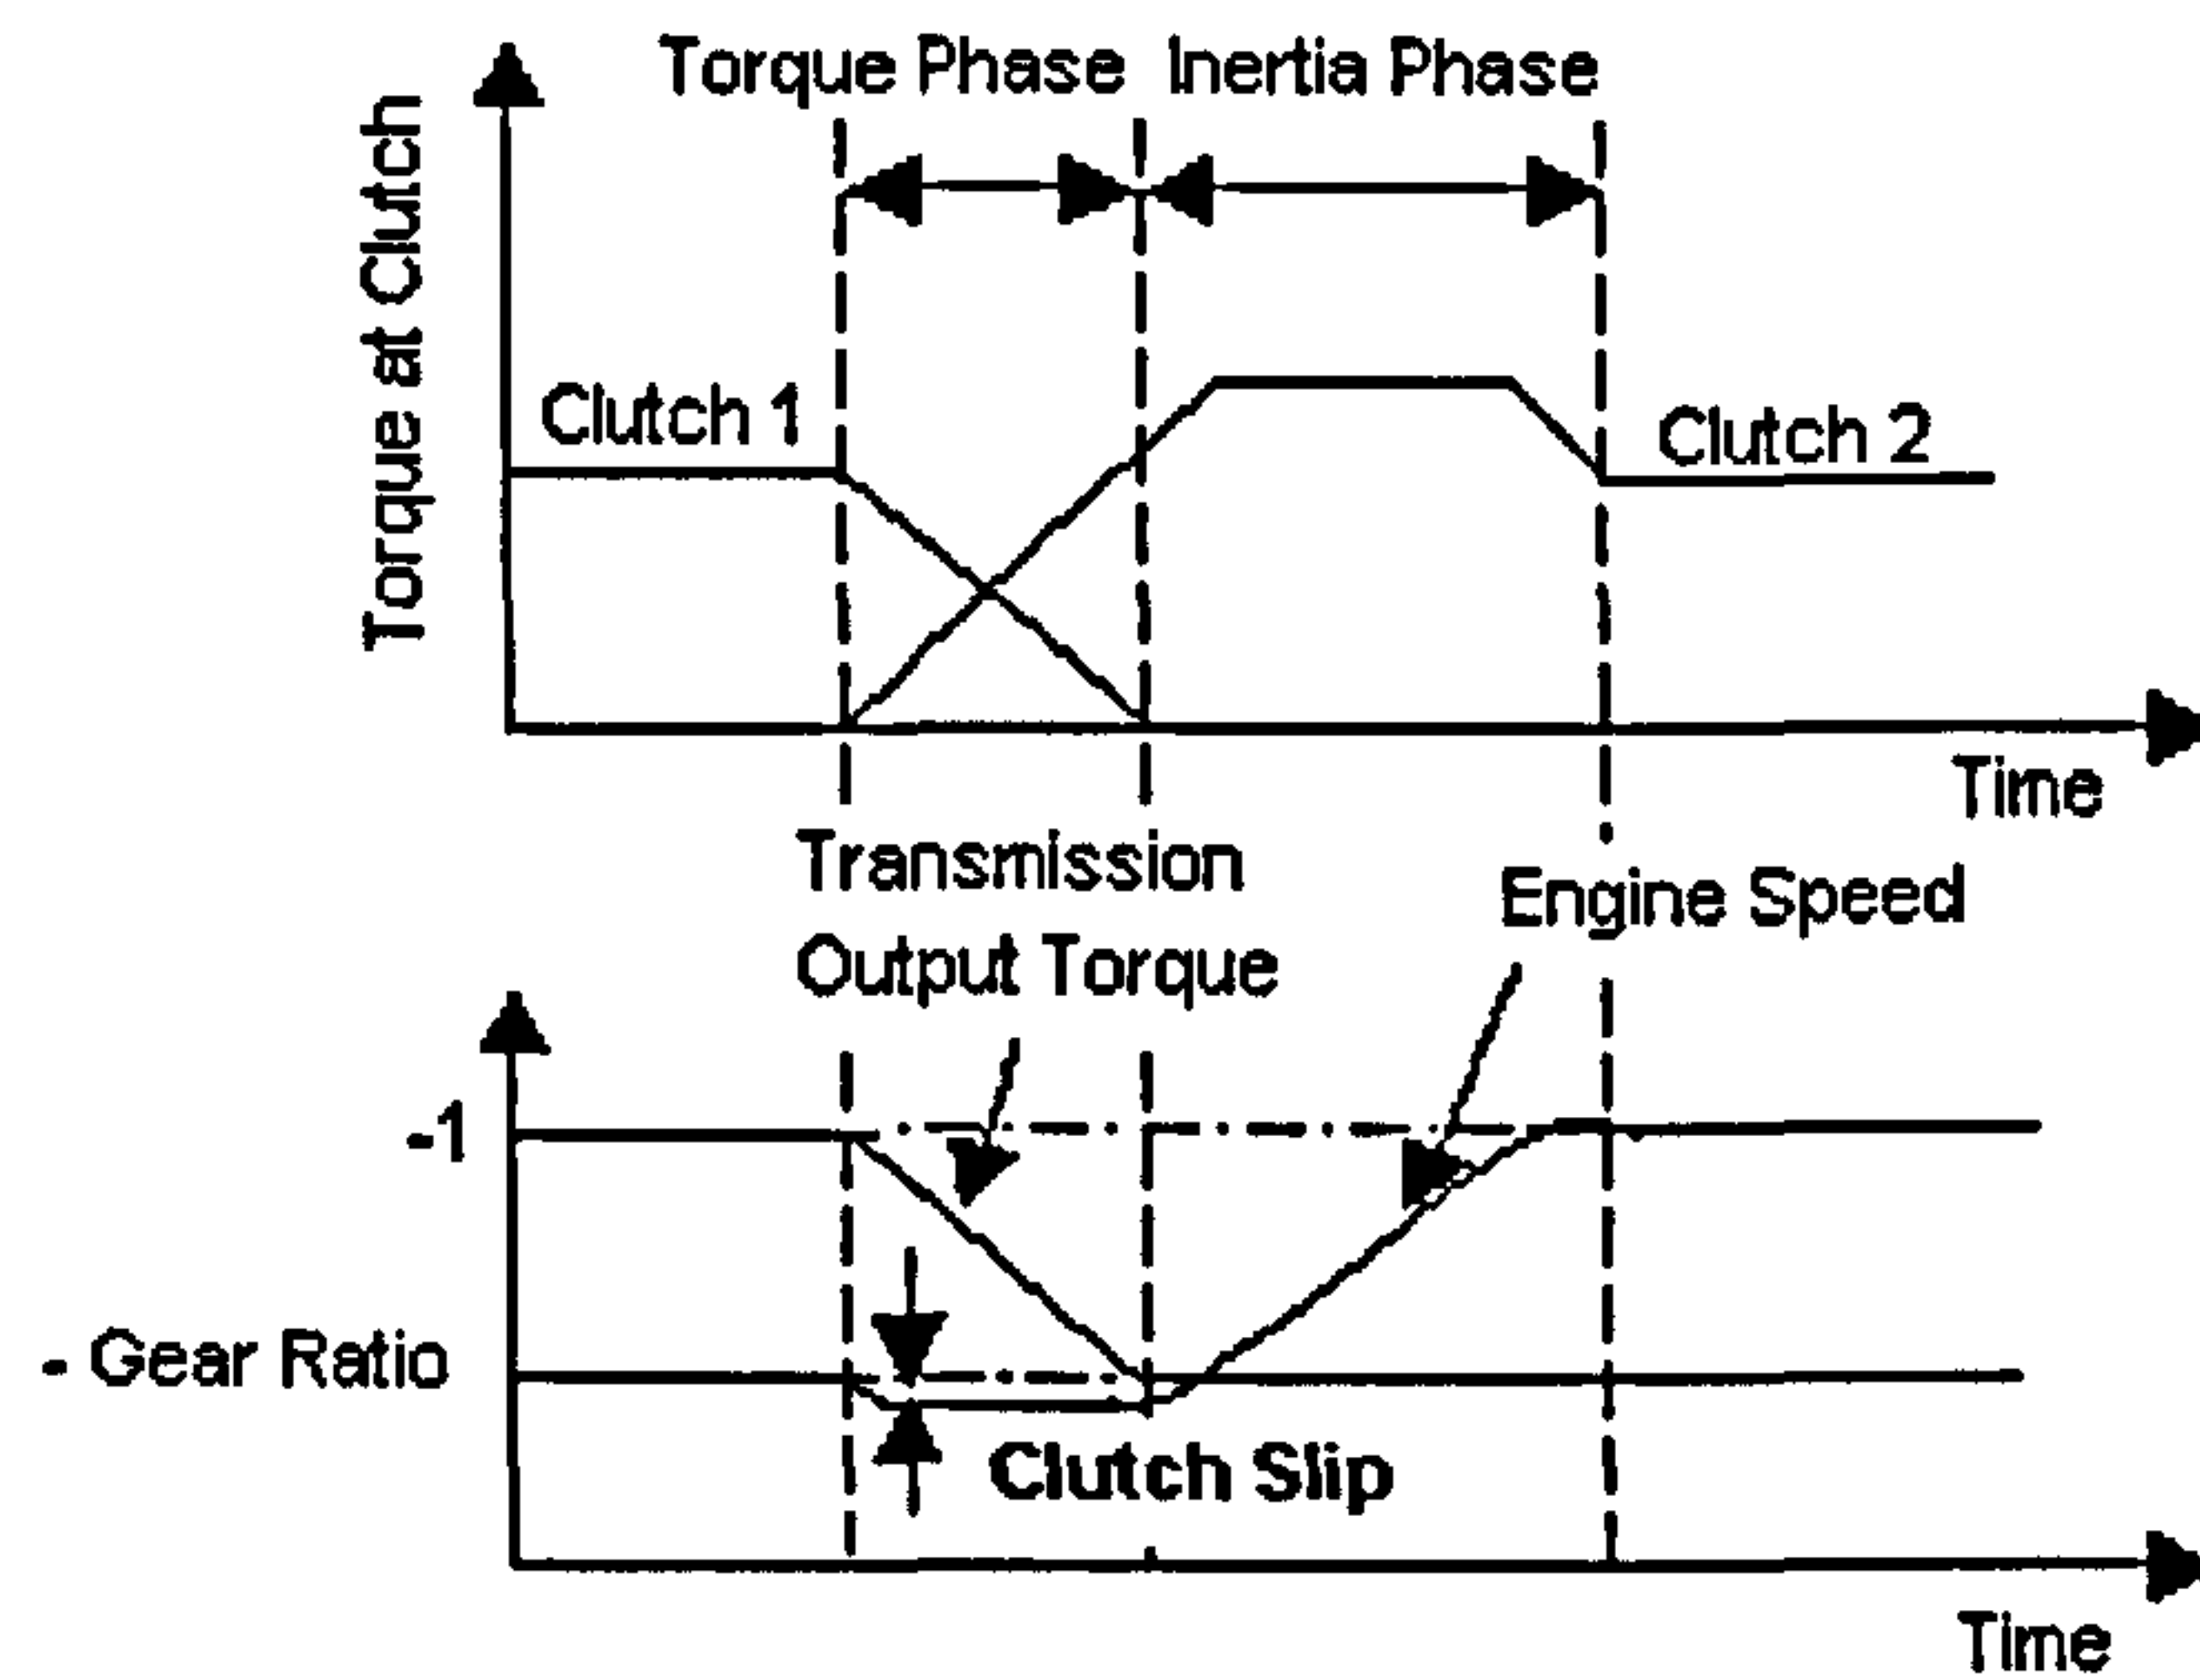 Torque Phase Inertia Phase
Torque at Clutch
Clutch 1
Clutch 2
Time
Transmission
Output Torque
Engine Speed
-1
- Gear Ratio
Clutch Slip
Time